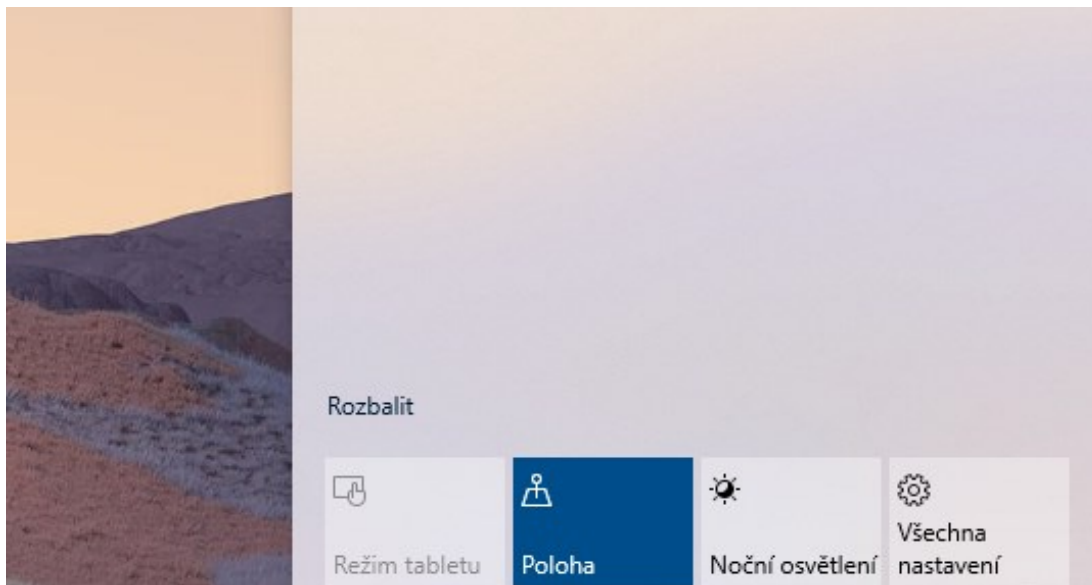 Rozbalit
Režim tabletu
Poloha
Noční osvětlení
Všechna
nastavení